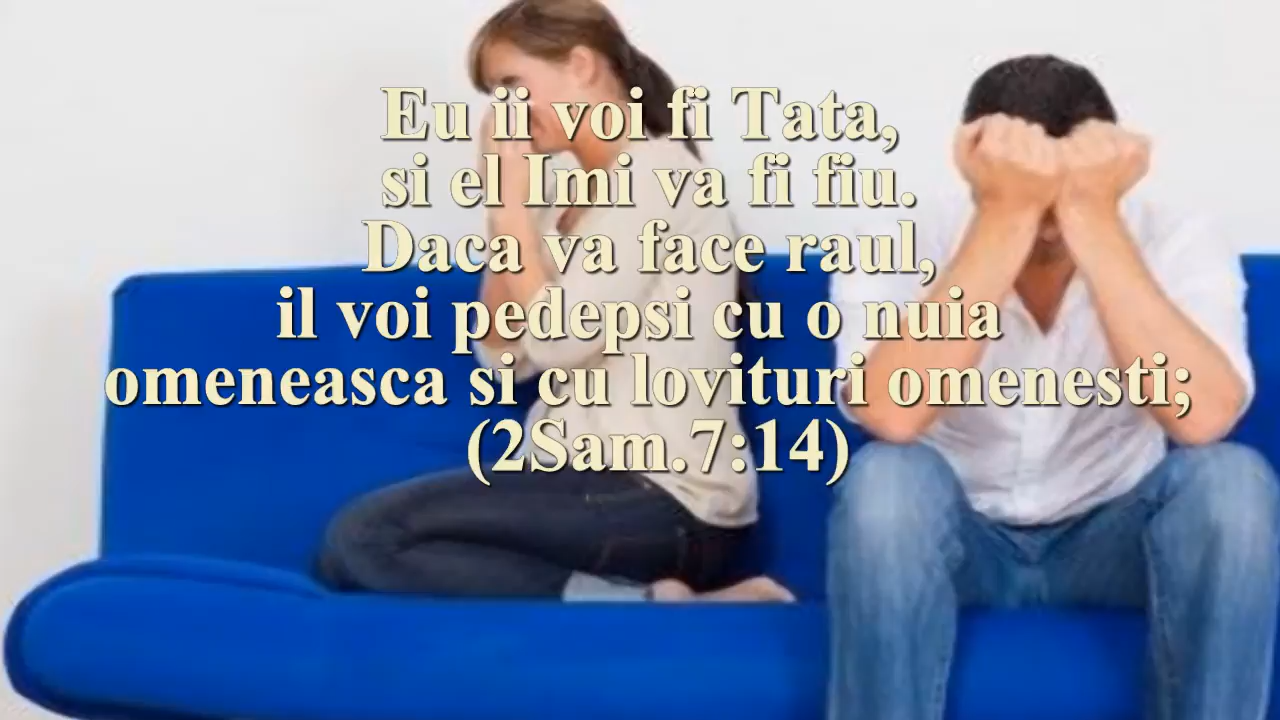 Eu ii voi fi Tata,
si el Imi va fi fiu.
Daca va face raul,
il voi pedepsi cu o nuia
omeneasca si cu lovituri omenesti;
(2Sam.7:14)